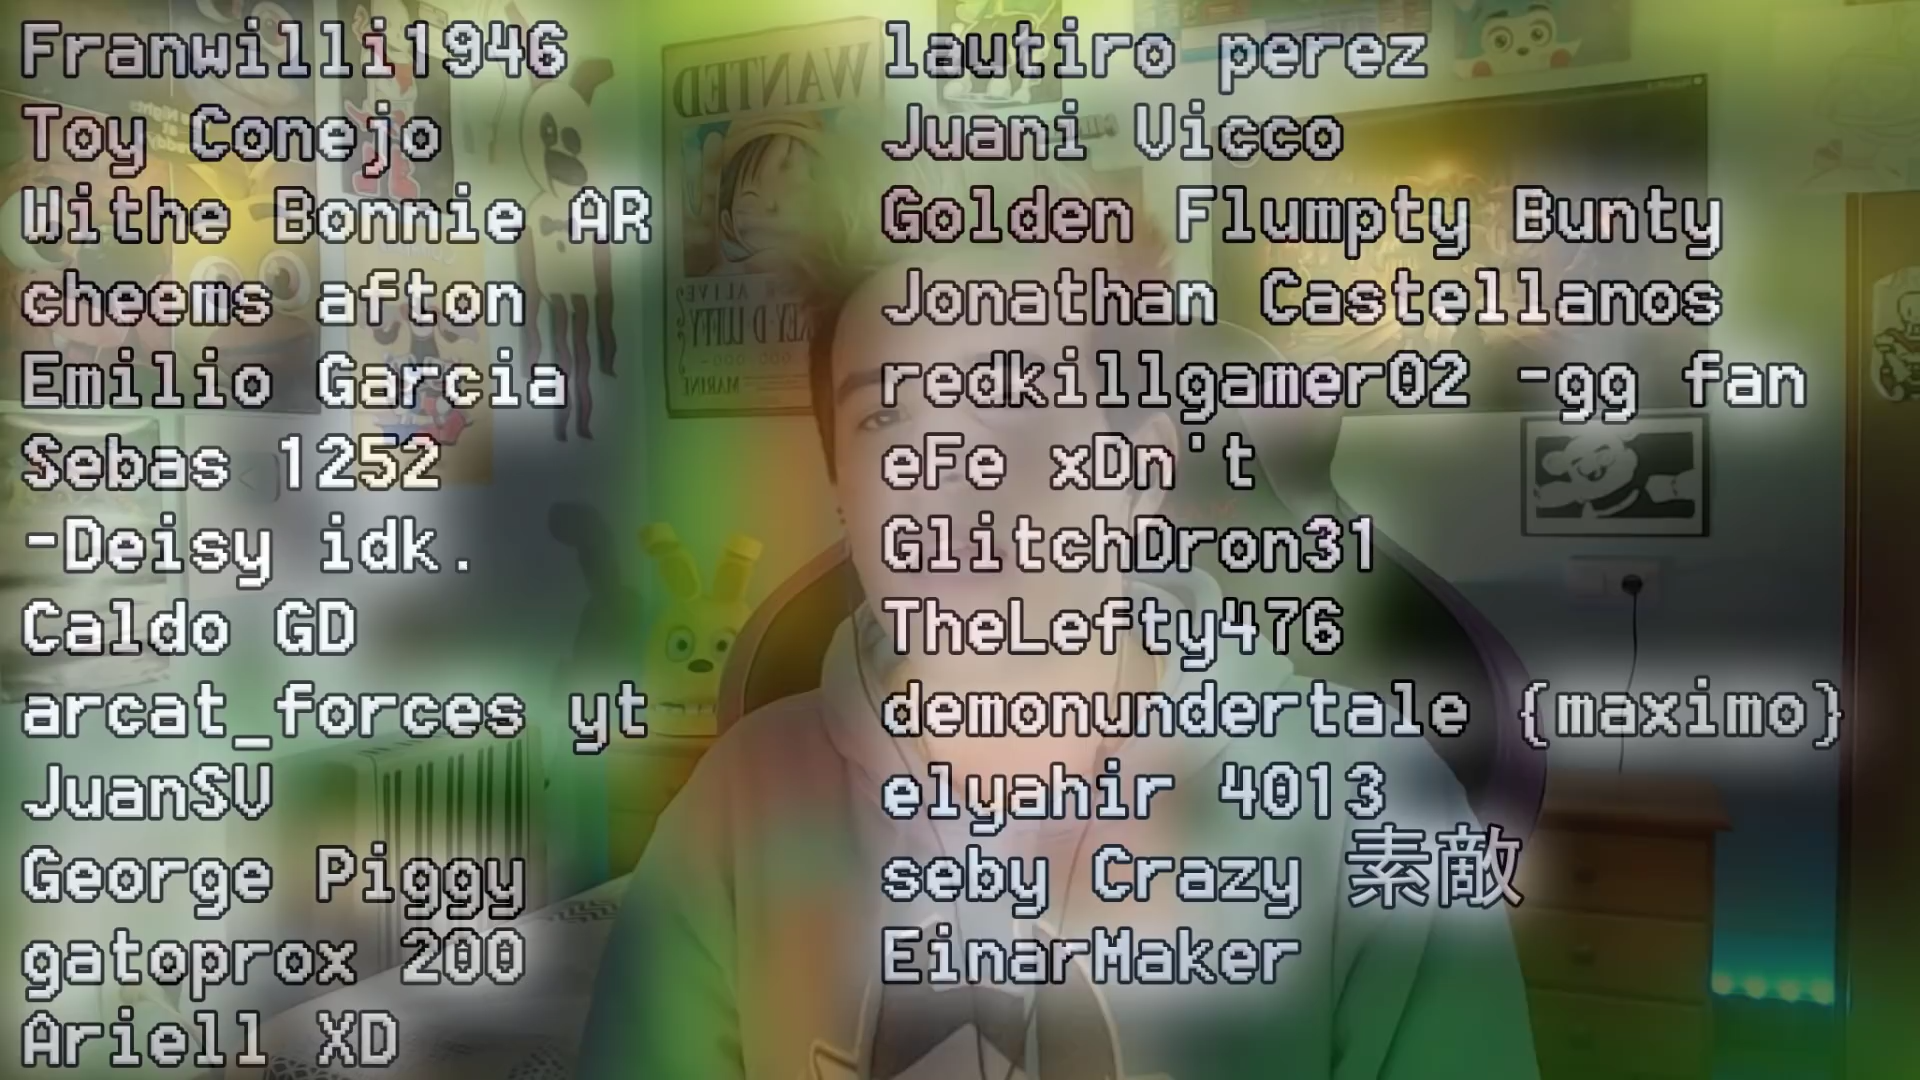 Franwilli1946
Toy Conejo
Withe Bonnie AR
cheems afton
Emilio Garcia
Sebas 1252
-Deisy idk.
Caldo GD
arcat_forces yt
JuanSV
George Piggy
gatoprox 200
Ariell XD
lautiro perez
Juani Vicco
Golden Flumpty Bunty
Jonathan Castellanos
redkillgamer02 -gg fan
eFe xDn't
GlitchDron31
TheLefty476
demonundertale {maximo}
elyahir 4013
seby Crazy 素敵
EinarMaker
WANTED